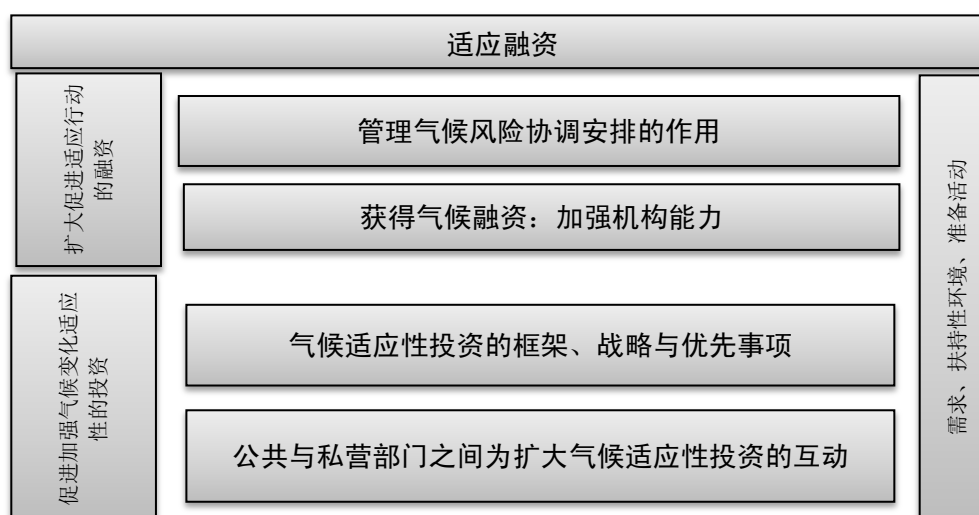 适应融资
扩大促进适应行动
的融资
管理气候风险协调安排的作用
获得气候融资：加强机构能力
促进加强气候变化适应
性的投资
气候适应性投资的框架、战略与优先事项
公共与私营部门之间为扩大气候适应性投资的互动
需求、扶持性环境、准备活动